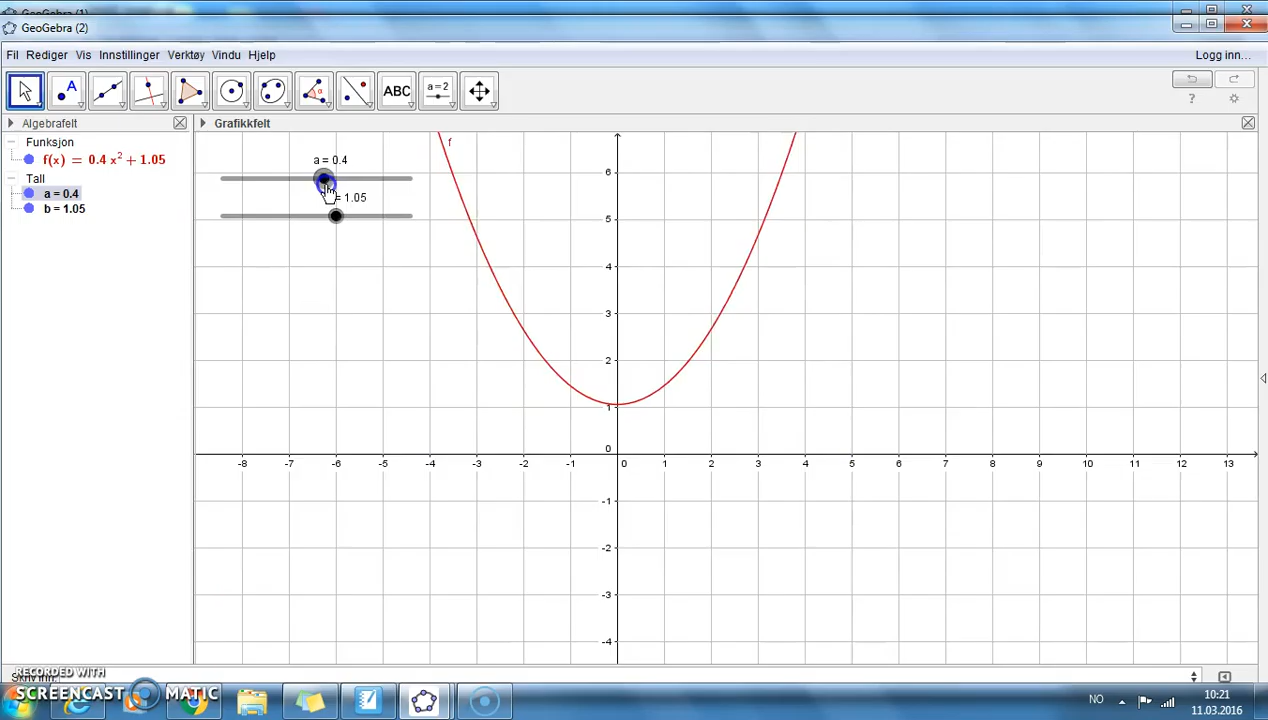 GeoGebra (1)
GeoGebra (2)
Fil Rediger Vis Innstillinger Verktøy Vindu Hjelp Logg inn...
A α ABC a=2
?
Algebrafelt Grafikkfelt
Funksjon
f(x) = 0.4 x² + 1.05
Tall
a = 0.4
b = 1.05
a = 0.4
= 1.05
f
6
5
4
3
2
1
0
-8 -7 -6 -5 -4 -3 -2 -1 0 1 2 3 4 5 6 7 8 9 10 11 12 13
-1
-2
-3
-4
RECORDED WITH
SCREENCAST MATIC
NO 10:21
11.03.2016